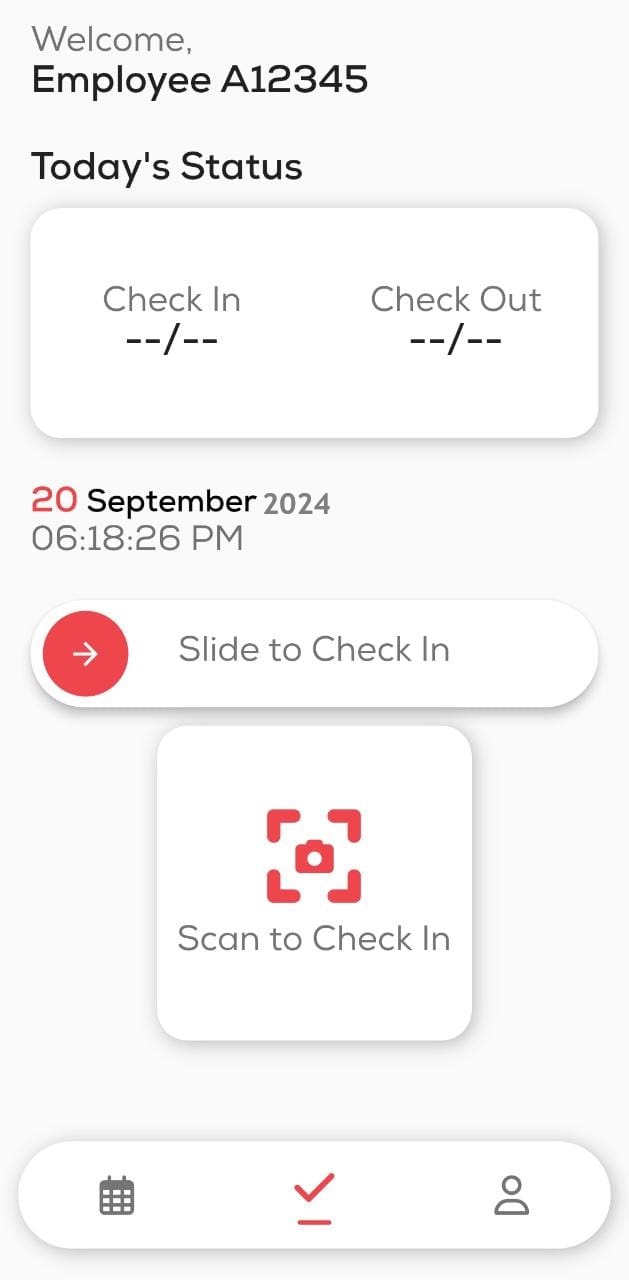 Welcome,
Employee A12345
Today's Status
Check In Check Out
--/-- --/--
20 September 2024
06:18:26 PM
Slide to Check In
Scan to Check In